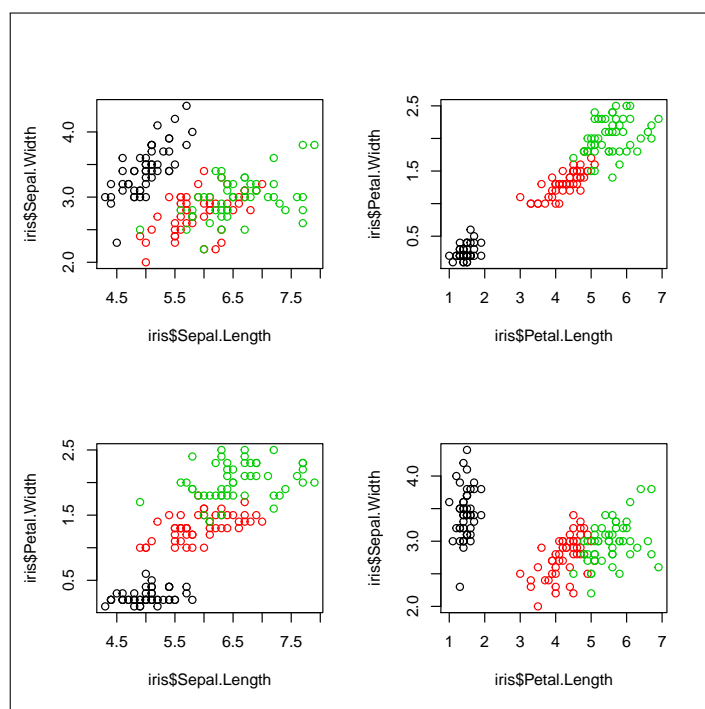 iris$Sepal.Width
4.0
3.0
2.0
4.5 5.5 6.5 7.5
iris$Sepal.Length
iris$Petal.Width
2.5
1.5
0.5
1 2 3 4 5 6 7
iris$Petal.Length
iris$Petal.Width
2.5
1.5
0.5
4.5 5.5 6.5 7.5
iris$Sepal.Length
iris$Sepal.Width
4.0
3.0
2.0
1 2 3 4 5 6 7
iris$Petal.Length